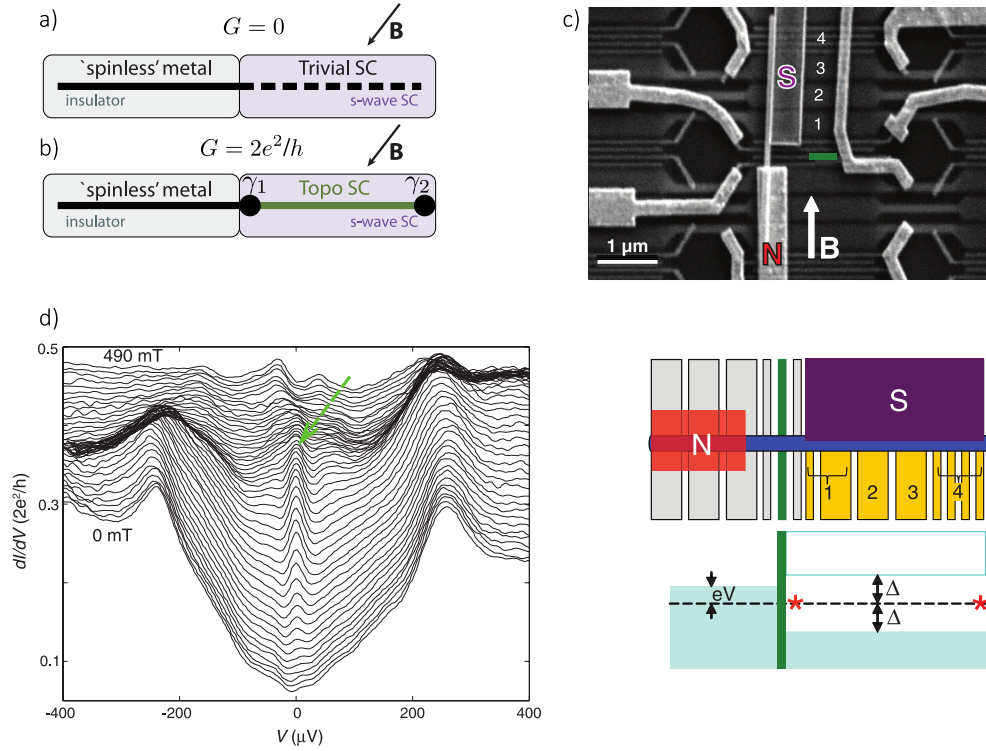 a)
G = 0
B
`spinless' metal
Trivial SC
insulator
s-wave SC
b)
G = 2e²/h
B
`spinless' metal
γ₁
Topo SC
γ₂
insulator
s-wave SC
c)
4
3
2
1
S
1 µm
N
B
d)
0.5
490 mT
0.3
0 mT
0.1
dI/dV (2e²/h)
-400
-200
0
200
400
V (µV)
S
N
1
2
3
4
eV
Δ
Δ